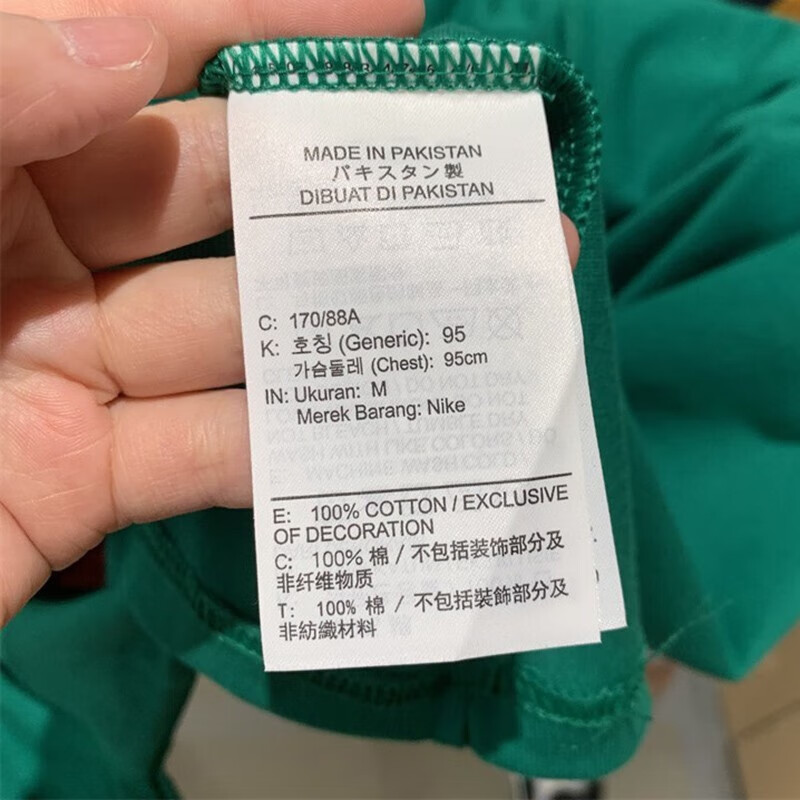 MADE IN PAKISTAN
パキスタン製
DIBUAT DI PAKISTAN
C: 170/88A
K: 호칭 (Generic): 95
가슴둘레 (Chest): 95cm
IN: Ukuran: M
Merek Barang: Nike
E: 100% COTTON / EXCLUSIVE
OF DECORATION
C: 100% 棉 / 不包括装饰部分及
非纤维物质
T: 100% 棉 / 不包括裝飾部分及
非紡織材料